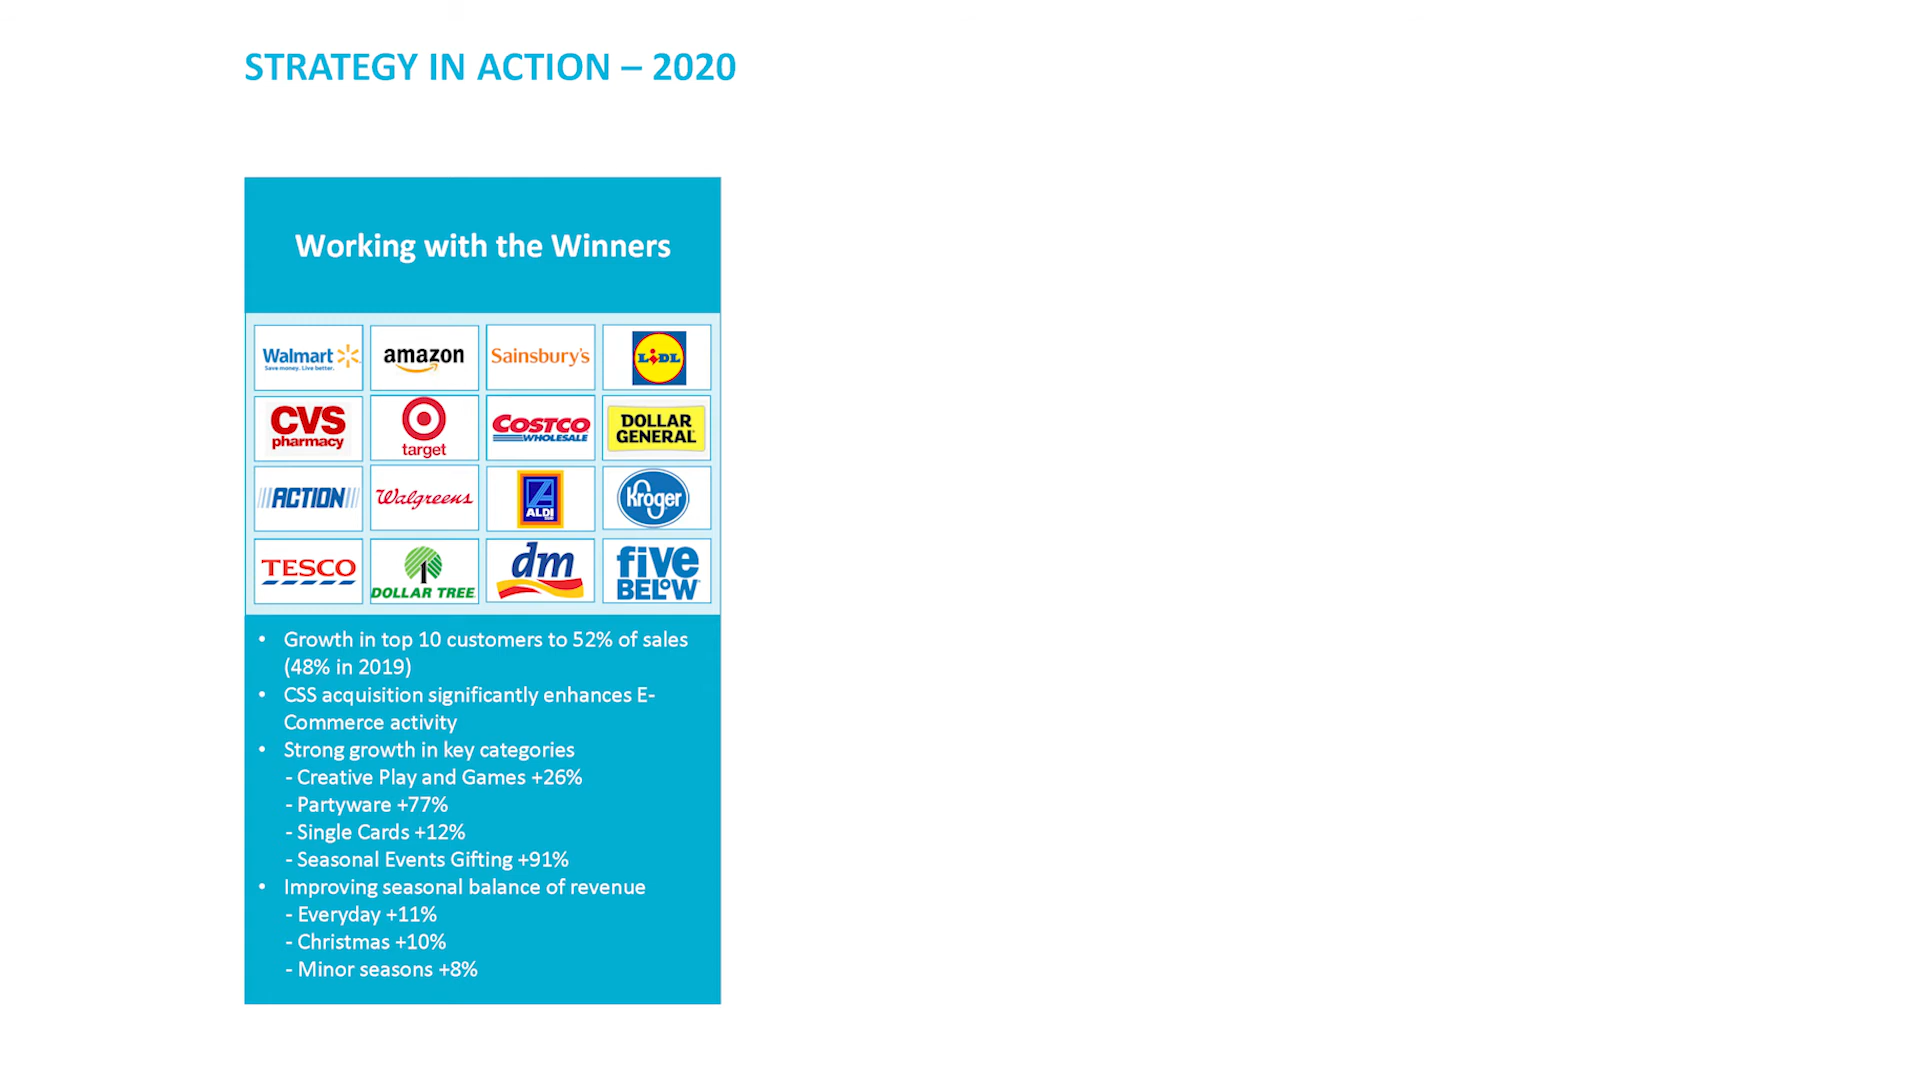 STRATEGY IN ACTION – 2020
Working with the Winners
Walmart
Save money. Live better.
amazon
Sainsbury's
LIDL
CVS
pharmacy
target
COSTCO
WHOLESALE
DOLLAR
GENERAL
ACTION
Walgreens
ALDI
Kroger
TESCO
1
DOLLAR TREE
dm
five
BELOW
• Growth in top 10 customers to 52% of sales
(48% in 2019)
• CSS acquisition significantly enhances E-
Commerce activity
• Strong growth in key categories
- Creative Play and Games +26%
- Partyware +77%
- Single Cards +12%
- Seasonal Events Gifting +91%
• Improving seasonal balance of revenue
- Everyday +11%
- Christmas +10%
- Minor seasons +8%